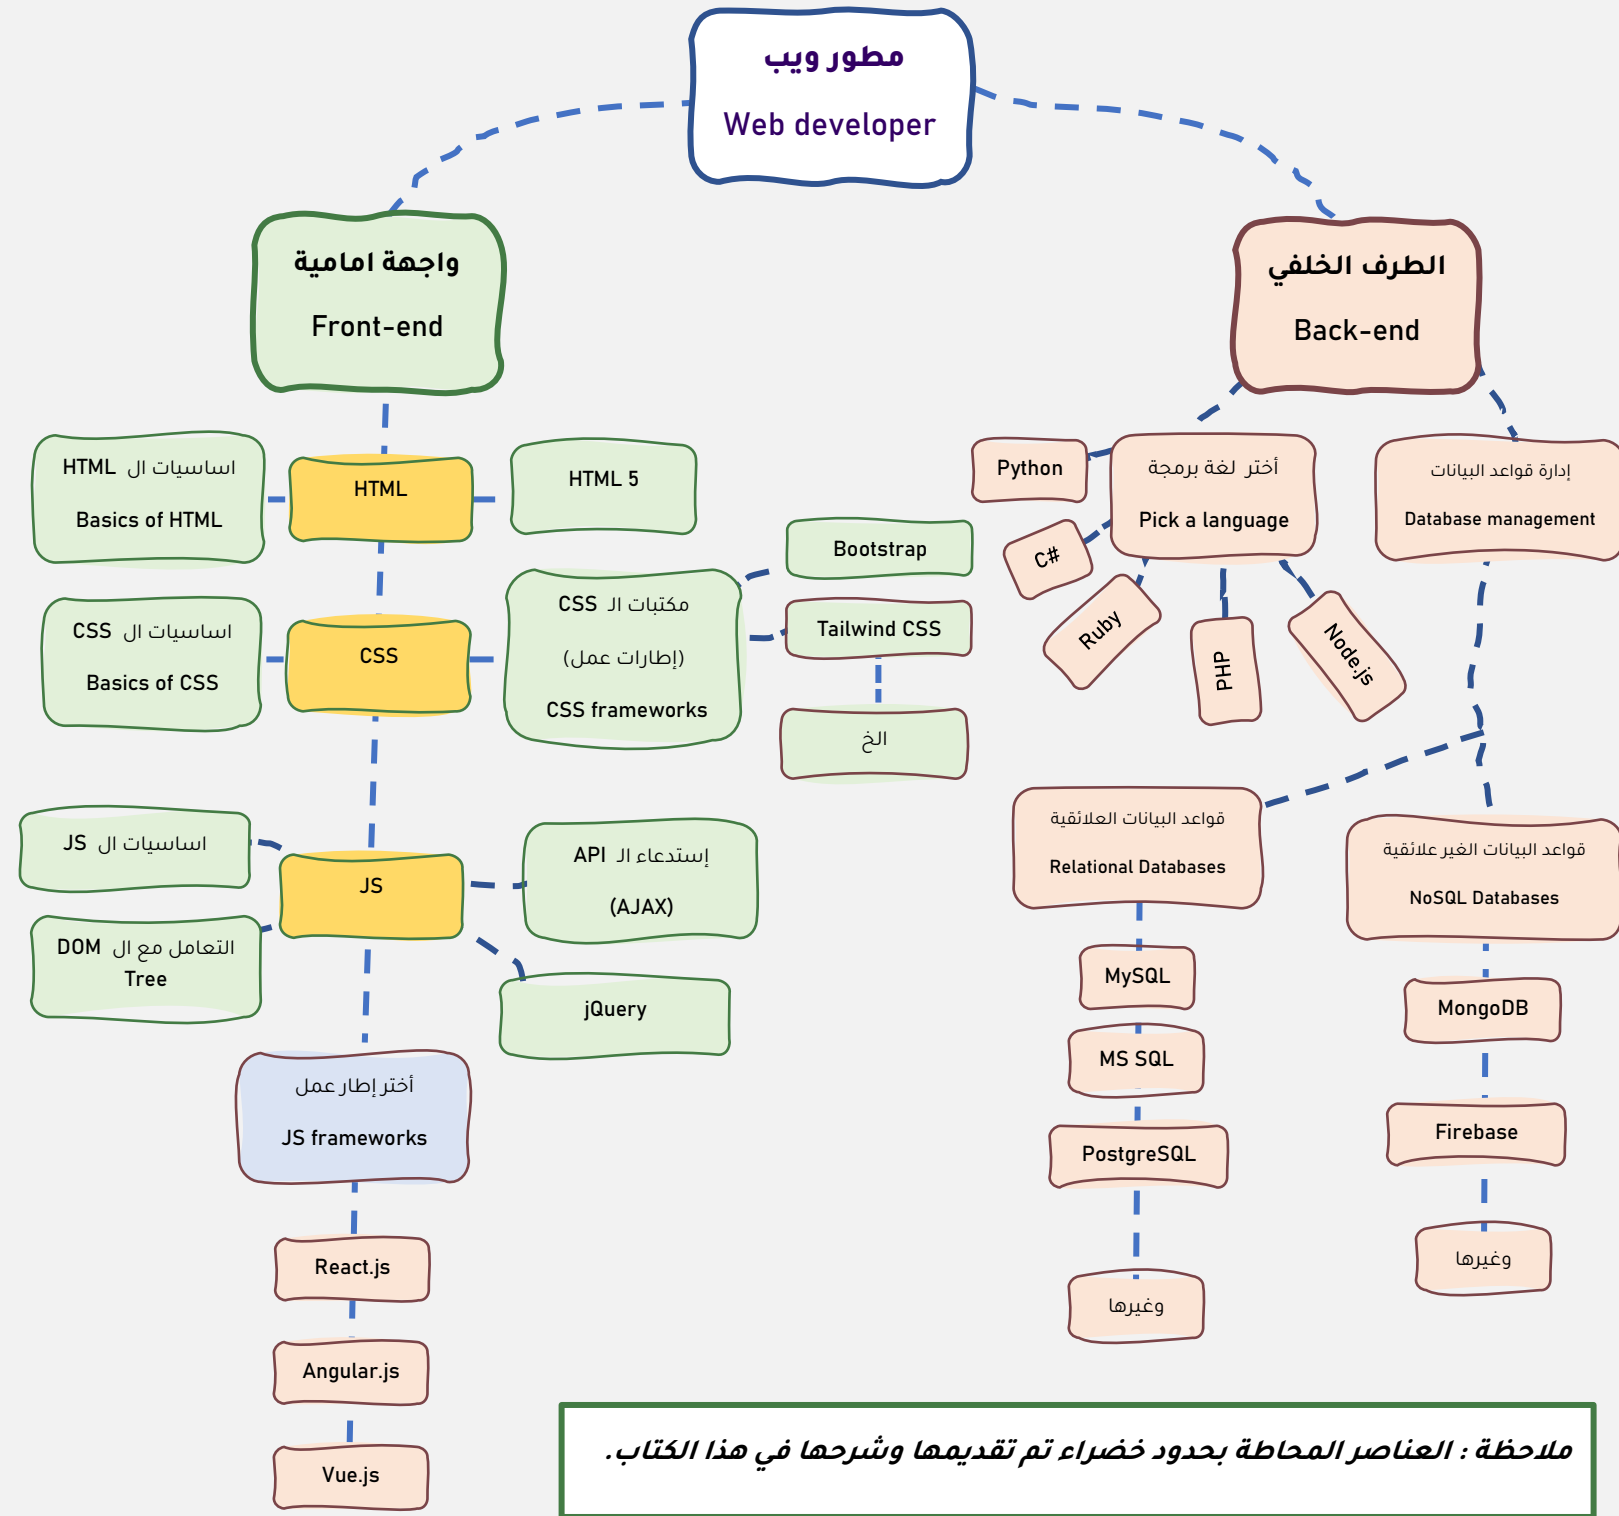 مطور ويب
Web developer
واجهة امامية
Front-end
الطرف الخلفي
Back-end
اساسيات ال HTML
Basics of HTML
HTML
HTML 5
اساسيات ال CSS
Basics of CSS
CSS
مكتبات الـ CSS
(إطارات عمل)
CSS frameworks
Bootstrap
Tailwind CSS
الخ
اساسيات ال JS
التعامل مع ال DOM
Tree
JS
إستدعاء الـ API
(AJAX)
jQuery
أختر إطار عمل
JS frameworks
React.js
Angular.js
Vue.js
أختر لغة برمجة
Pick a language
Python
C#
Ruby
PHP
Node.js
إدارة قواعد البيانات
Database management
قواعد البيانات العلائقية
Relational Databases
MySQL
MS SQL
PostgreSQL
وغيرها
قواعد البيانات الغير علائقية
NoSQL Databases
MongoDB
Firebase
وغيرها
ملاحظة : العناصر المحاطة بحدود خضراء تم تقديمها وشرحها في هذا الكتاب.